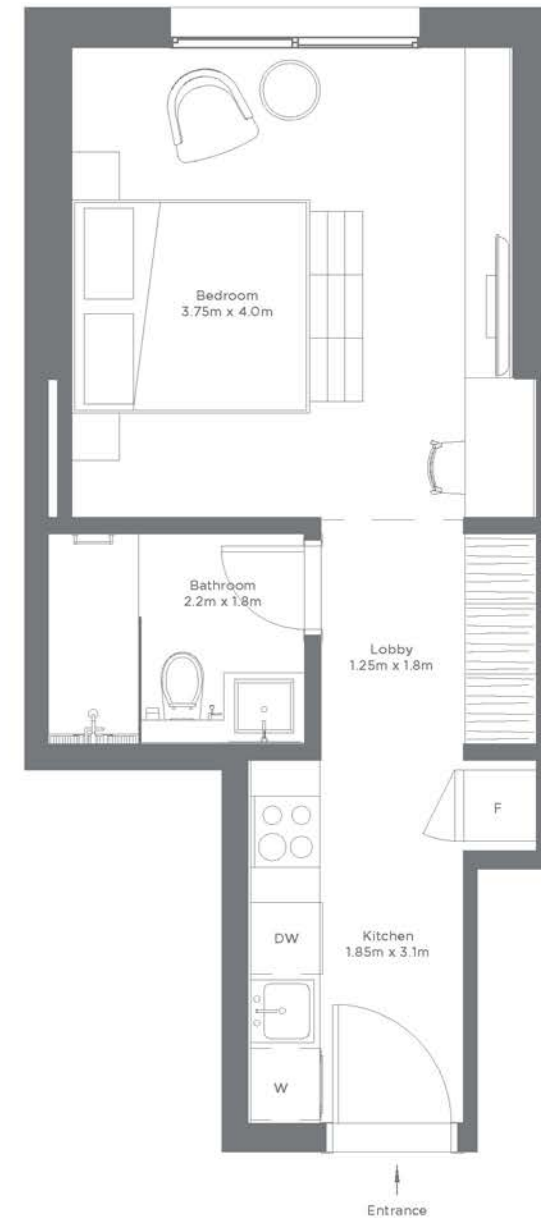 Bedroom
3.75m x 4.0m
Bathroom
2.2m x 1.8m
Lobby
1.25m x 1.8m
F
Kitchen
1.85m x 3.1m
DW
W
Entrance